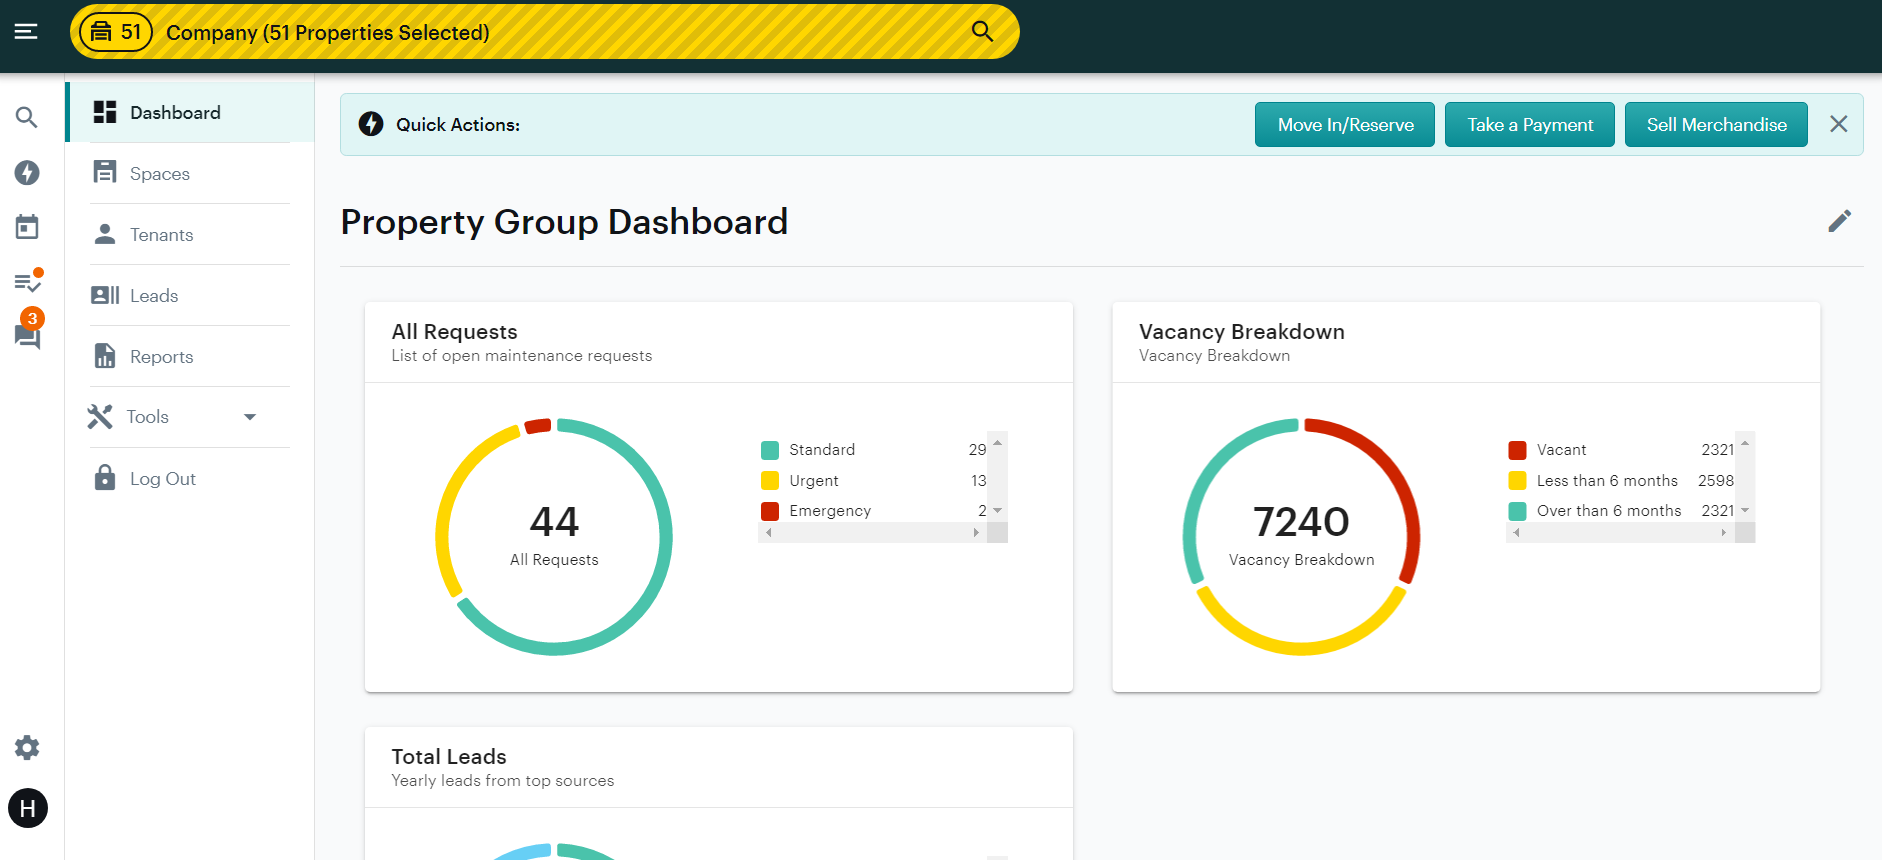 51
Company (51 Properties Selected)
Dashboard
Spaces
Tenants
Leads
3
Reports
Tools
Log Out
H
Quick Actions:
Move In/Reserve
Take a Payment
Sell Merchandise
Property Group Dashboard
All Requests
List of open maintenance requests
44
All Requests
Standard 29
Urgent 13
Emergency 2
Vacancy Breakdown
Vacancy Breakdown
7240
Vacancy Breakdown
Vacant 2321
Less than 6 months 2598
Over than 6 months 2321
Total Leads
Yearly leads from top sources